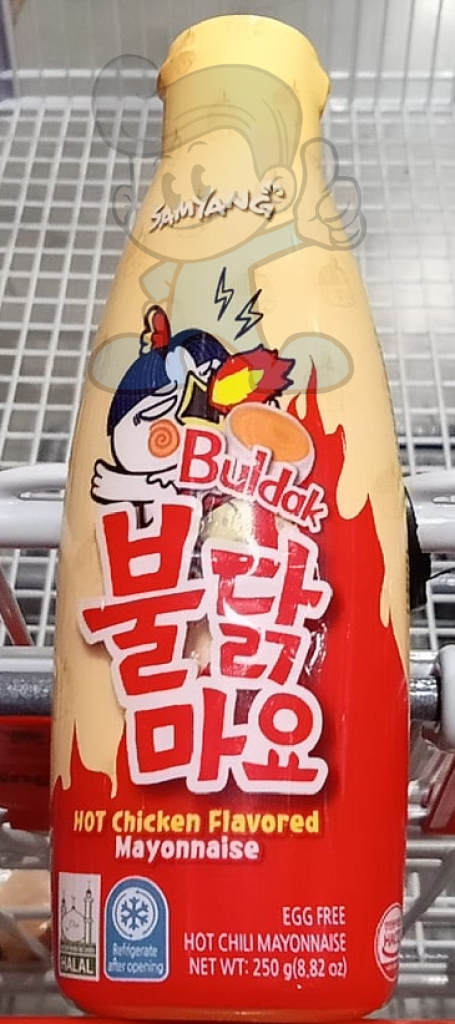 SAMYANG
Buldak
불닭
마요
HOT Chicken Flavored
Mayonnaise
HALAL
Refrigerate
after opening
EGG FREE
HOT CHILI MAYONNAISE
NET WT: 250 g(8.82 oz)